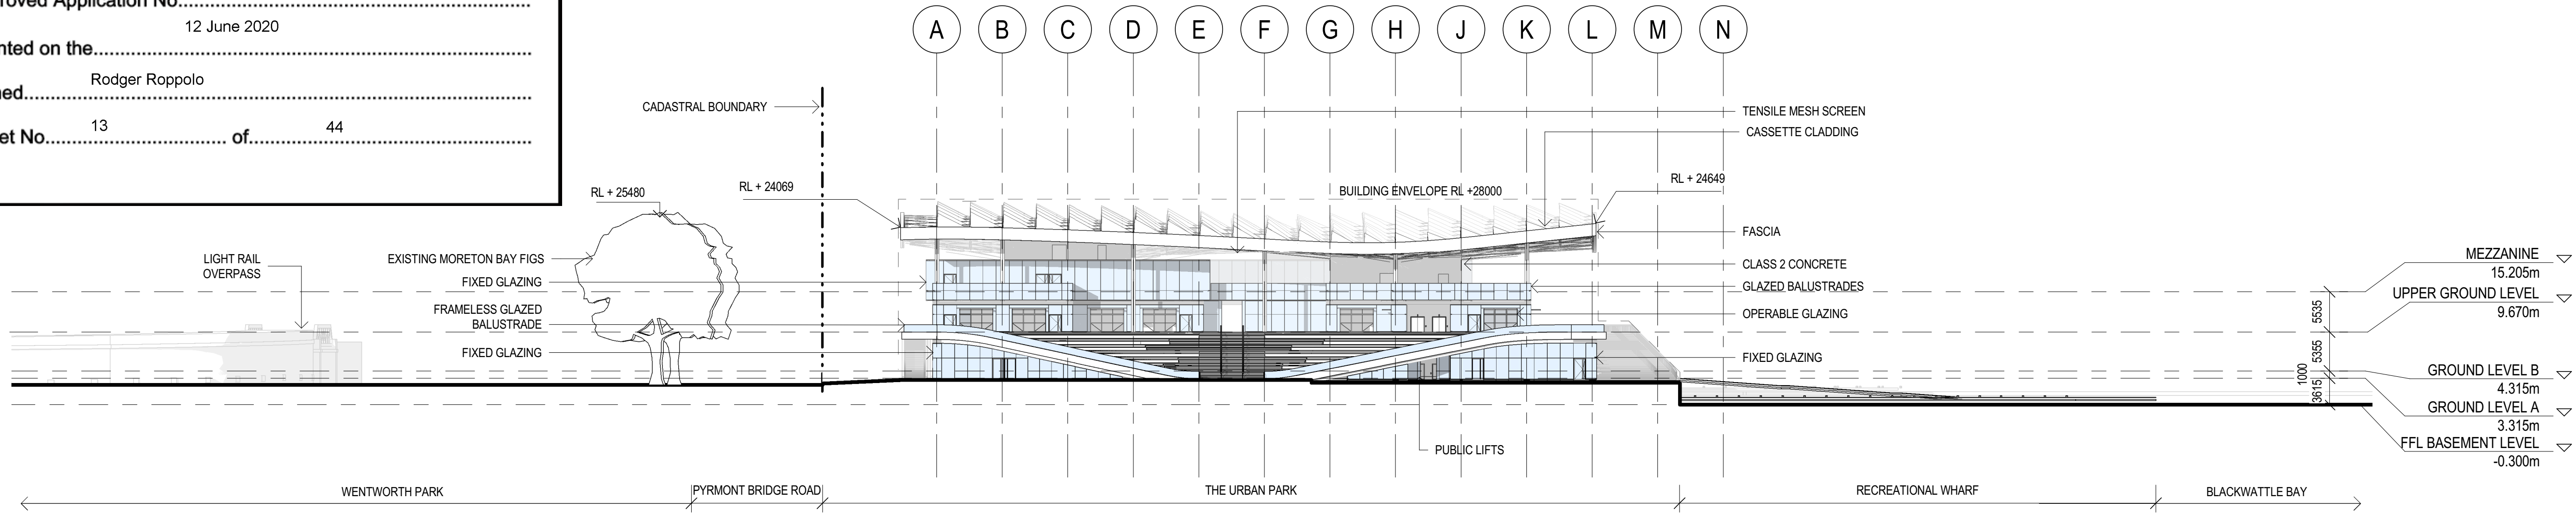 roved Application No
12 June 2020
nted on the
Rodger Roppolo
ned
et No. 13 of 44
A B C D E F G H J K L M N
CADASTRAL BOUNDARY
TENSILE MESH SCREEN
CASSETTE CLADDING
RL + 25480
RL + 24069
BUILDING ENVELOPE RL +28000
RL + 24649
FASCIA
LIGHT RAIL
OVERPASS
EXISTING MORETON BAY FIGS
FIXED GLAZING
FRAMELESS GLAZED
BALUSTRADE
FIXED GLAZING
CLASS 2 CONCRETE
GLAZED BALUSTRADES
OPERABLE GLAZING
FIXED GLAZING
PUBLIC LIFTS
5535
5355
1000
3615
MEZZANINE
15.205m
UPPER GROUND LEVEL
9.670m
GROUND LEVEL B
4.315m
GROUND LEVEL A
3.315m
FFL BASEMENT LEVEL
-0.300m
WENTWORTH PARK
PYRMONT BRIDGE ROAD
THE URBAN PARK
RECREATIONAL WHARF
BLACKWATTLE BAY